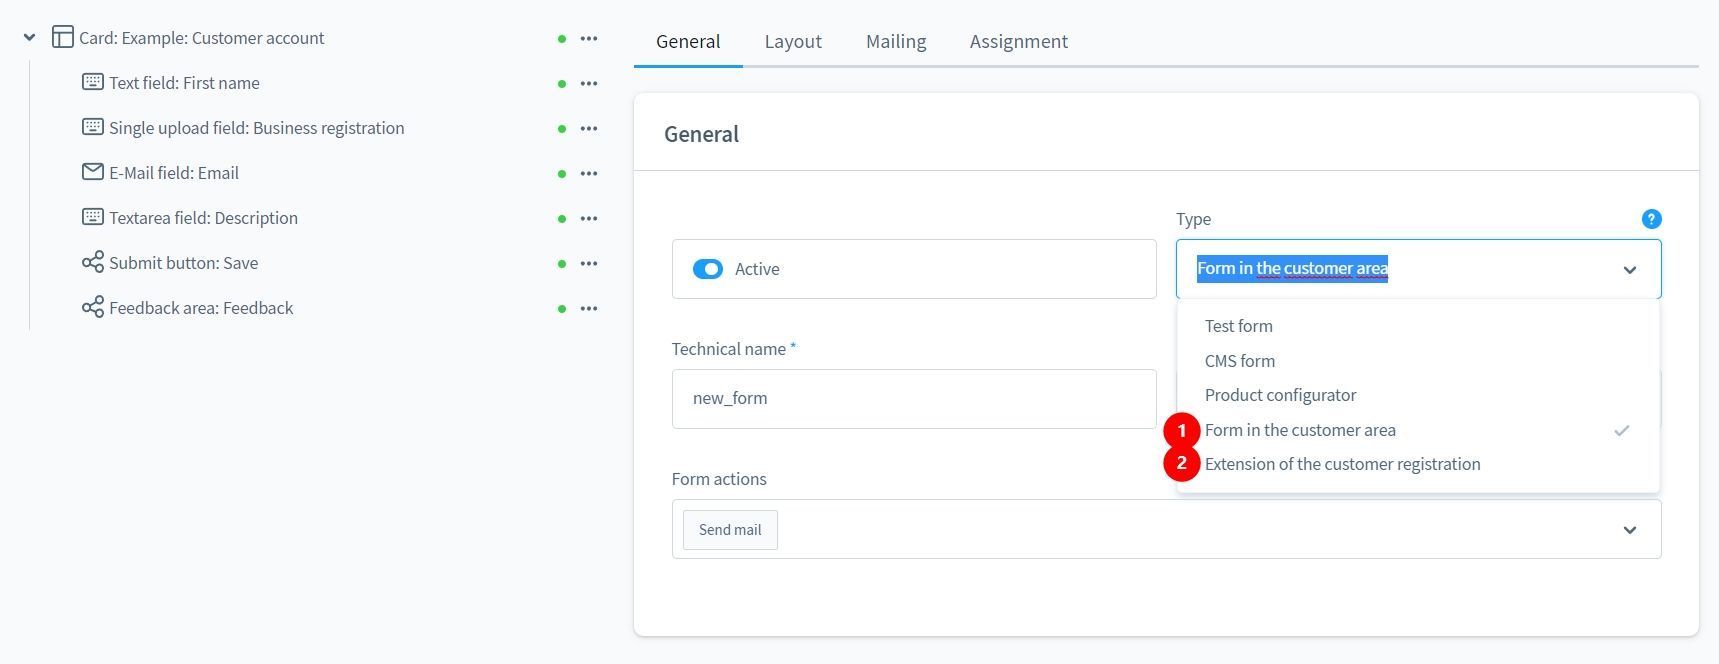 Card: Example: Customer account
Text field: First name
Single upload field: Business registration
E-Mail field: Email
Textarea field: Description
Submit button: Save
Feedback area: Feedback
General Layout Mailing Assignment
General
Type ?
Active
Form in the customer area
Test form
CMS form
Product configurator
1 Form in the customer area
2 Extension of the customer registration
Technical name *
new_form
Form actions
Send mail